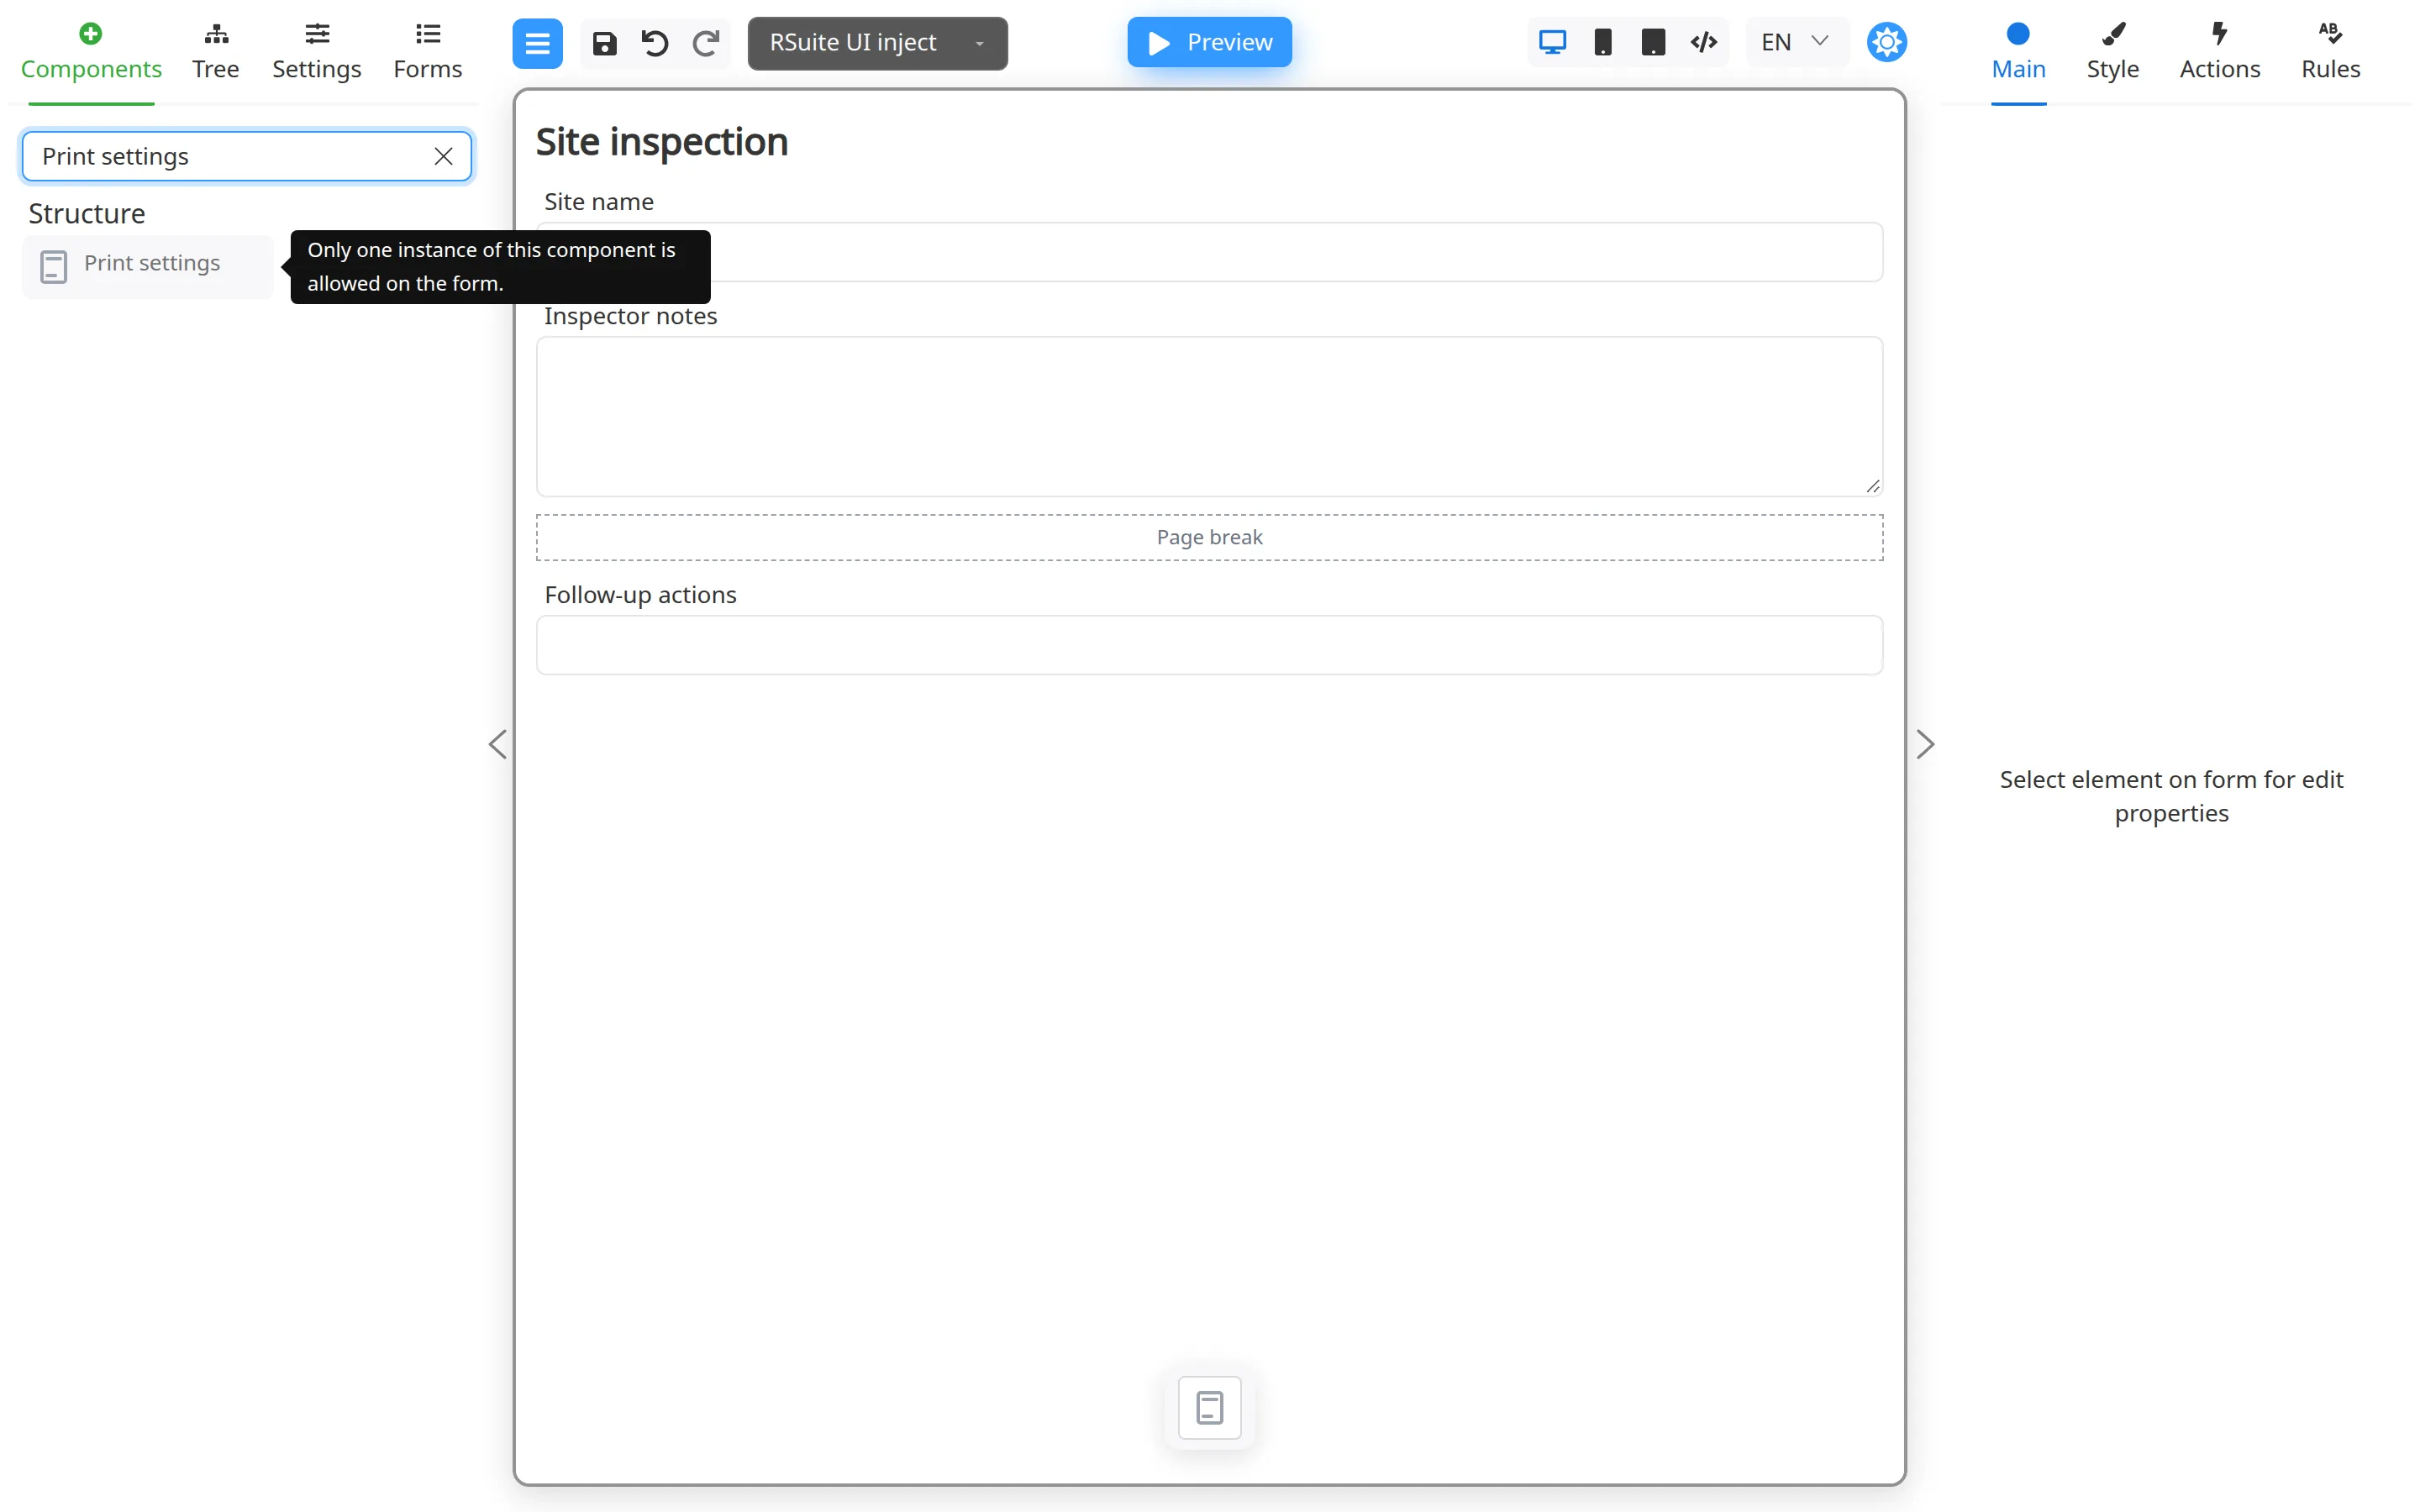 Components
Tree
Settings
Forms
RSuite UI inject
Preview
EN
Main
Style
Actions
AB
Rules
Print settings
Structure
Print settings
Only one instance of this component is
allowed on the form.
Site inspection
Site name
Inspector notes
Page break
Follow-up actions
Select element on form for edit
properties